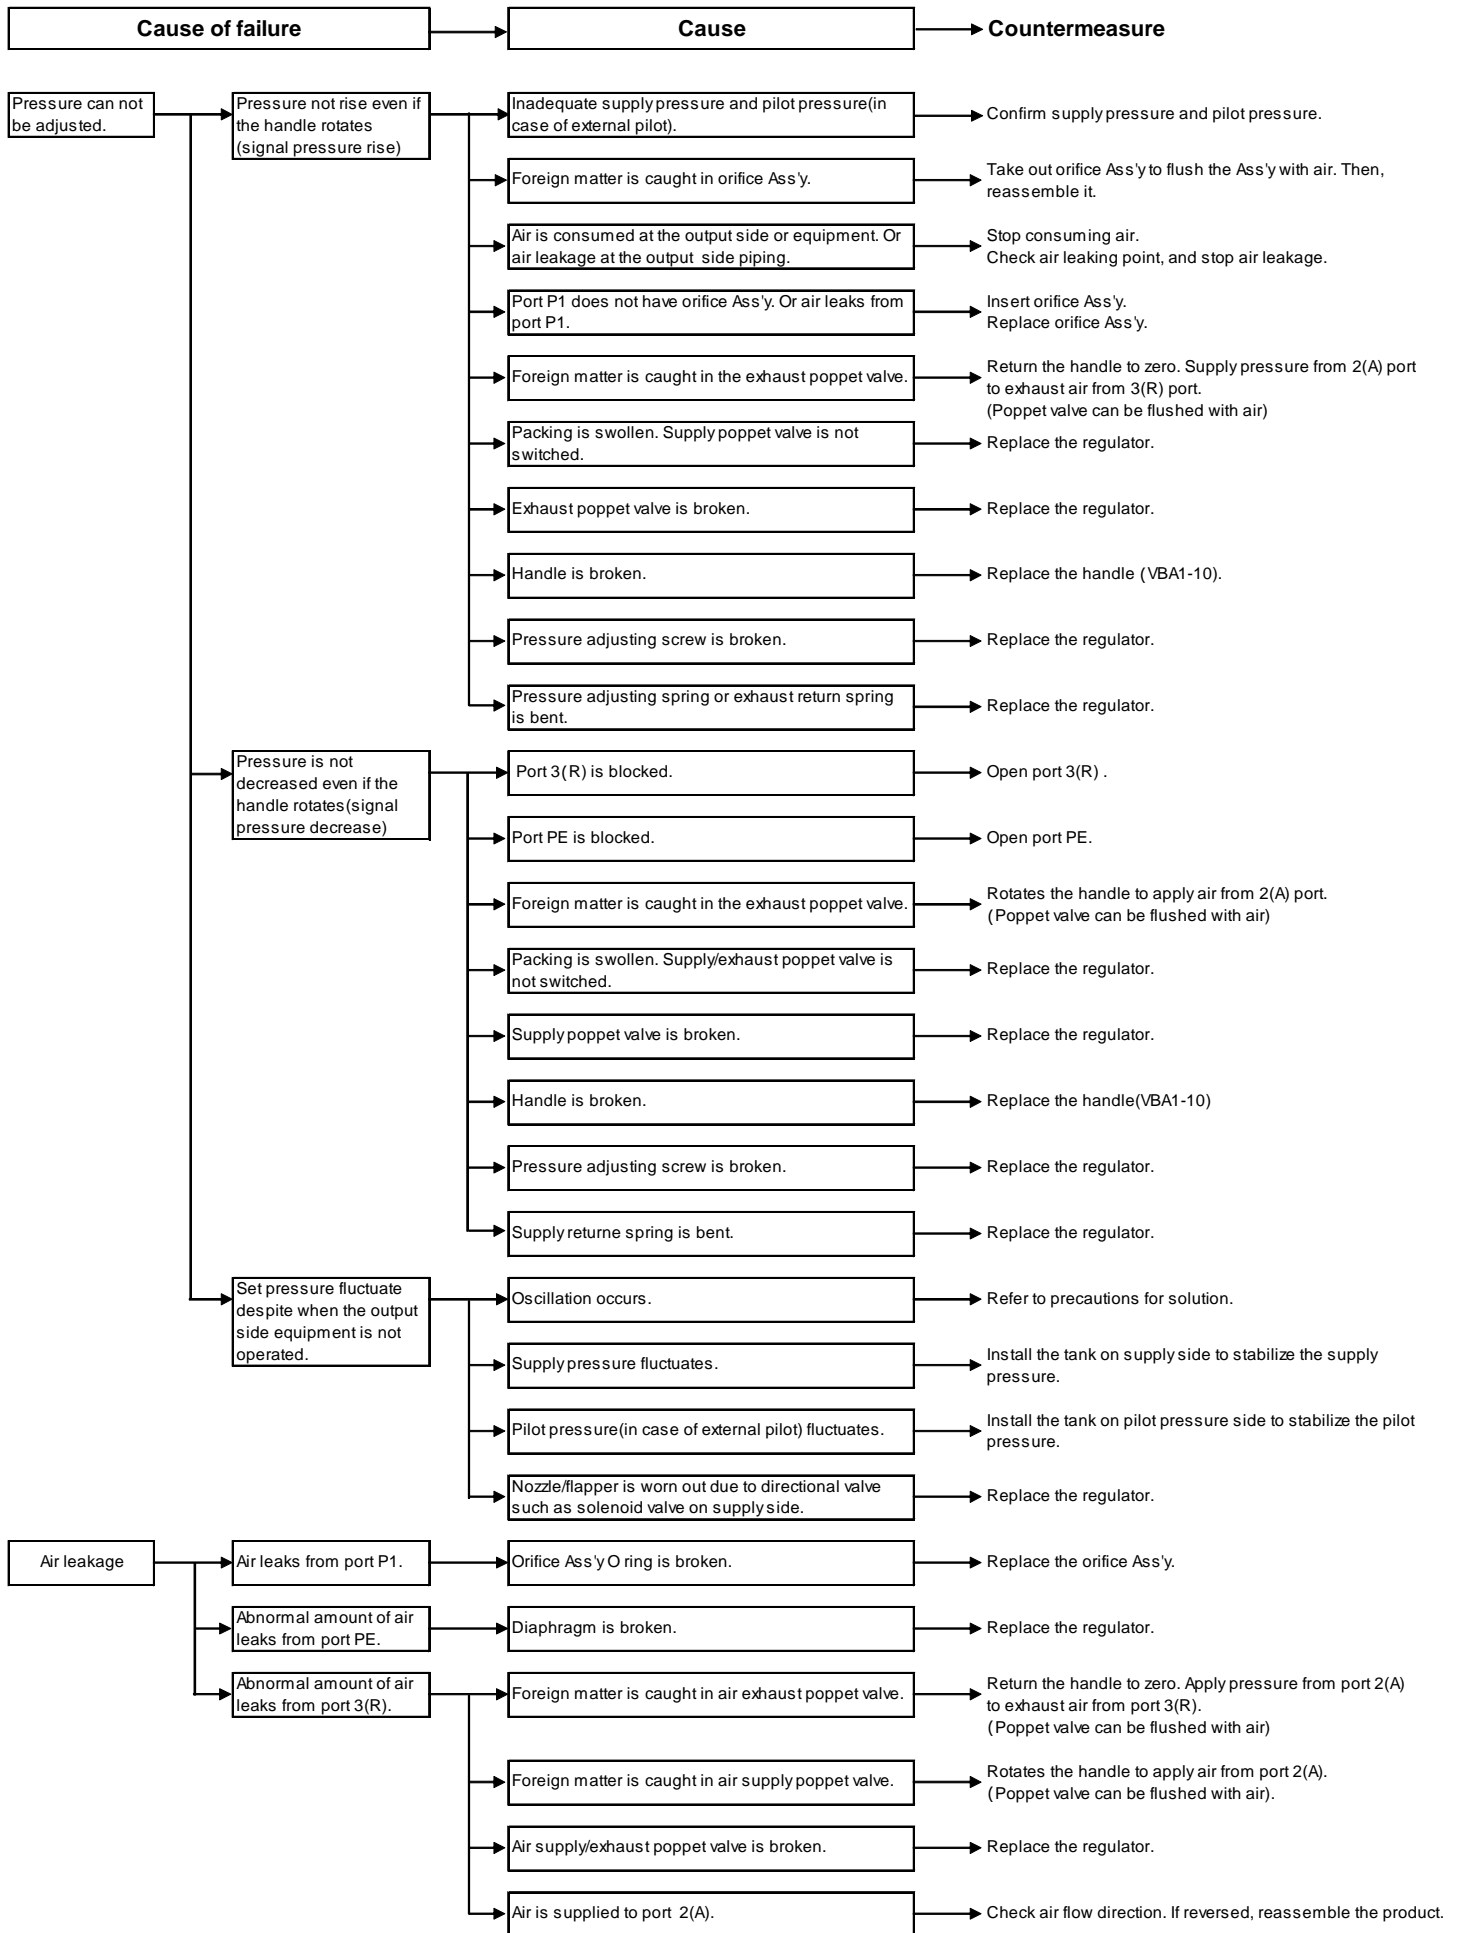 Cause of failure
Cause
Countermeasure
Pressure can not
be adjusted.
Pressure not rise even if
the handle rotates
(signal pressure rise)
Inadequate supply pressure and pilot pressure(in
case of external pilot).
Confirm supply pressure and pilot pressure.
Foreign matter is caught in orifice Ass'y.
Take out orifice Ass'y to flush the Ass'y with air. Then,
reassemble it.
Air is consumed at the output side or equipment. Or
air leakage at the output side piping.
Stop consuming air.
Check air leaking point, and stop air leakage.
Port P1 does not have orifice Ass'y. Or air leaks from
port P1.
Insert orifice Ass'y.
Replace orifice Ass'y.
Foreign matter is caught in the exhaust poppet valve.
Return the handle to zero. Supply pressure from 2(A) port
to exhaust air from 3(R) port.
(Poppet valve can be flushed with air)
Packing is swollen. Supply poppet valve is not
switched.
Replace the regulator.
Exhaust poppet valve is broken.
Replace the regulator.
Handle is broken.
Replace the handle (VBA1-10).
Pressure adjusting screw is broken.
Replace the regulator.
Pressure adjusting spring or exhaust return spring
is bent.
Replace the regulator.
Pressure is not
decreased even if the
handle rotates(signal
pressure decrease)
Port 3(R) is blocked.
Open port 3(R) .
Port PE is blocked.
Open port PE.
Foreign matter is caught in the exhaust poppet valve.
Rotates the handle to apply air from 2(A) port.
(Poppet valve can be flushed with air)
Packing is swollen. Supply/exhaust poppet valve is
not switched.
Replace the regulator.
Supply poppet valve is broken.
Replace the regulator.
Handle is broken.
Replace the handle(VBA1-10)
Pressure adjusting screw is broken.
Replace the regulator.
Supply returne spring is bent.
Replace the regulator.
Set pressure fluctuate
despite when the output
side equipment is not
operated.
Oscillation occurs.
Refer to precautions for solution.
Supply pressure fluctuates.
Install the tank on supply side to stabilize the supply
pressure.
Pilot pressure(in case of external pilot) fluctuates.
Install the tank on pilot pressure side to stabilize the pilot
pressure.
Nozzle/flapper is worn out due to directional valve
such as solenoid valve on supply side.
Replace the regulator.
Air leakage
Air leaks from port P1.
Orifice Ass'y O ring is broken.
Replace the orifice Ass'y.
Abnormal amount of air
leaks from port PE.
Diaphragm is broken.
Replace the regulator.
Abnormal amount of air
leaks from port 3(R).
Foreign matter is caught in air exhaust poppet valve.
Return the handle to zero. Apply pressure from port 2(A)
to exhaust air from port 3(R).
(Poppet valve can be flushed with air)
Foreign matter is caught in air supply poppet valve.
Rotates the handle to apply air from port 2(A).
(Poppet valve can be flushed with air).
Air supply/exhaust poppet valve is broken.
Replace the regulator.
Air is supplied to port 2(A).
Check air flow direction. If reversed, reassemble the product.